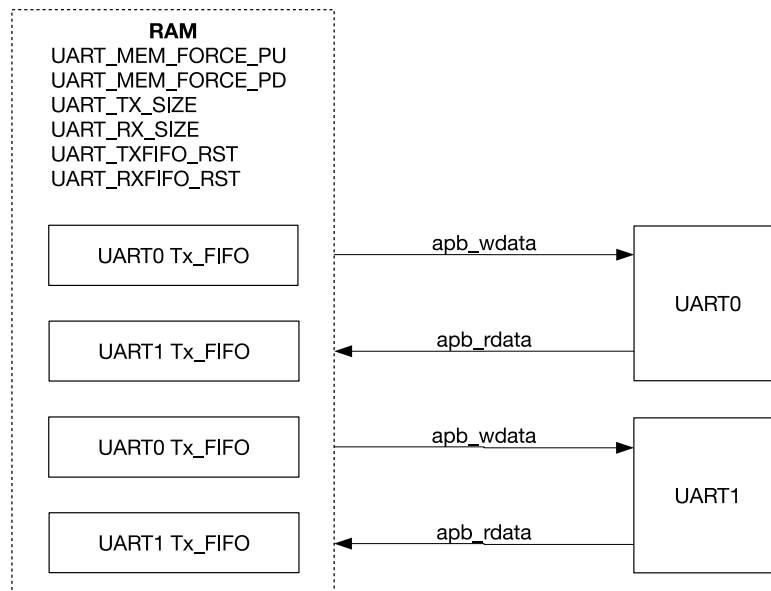 RAM
UART_MEM_FORCE_PU
UART_MEM_FORCE_PD
UART_TX_SIZE
UART_RX_SIZE
UART_TXFIFO_RST
UART_RXFIFO_RST
UART0 Tx_FIFO
apb_wdata
UART0
UART1 Tx_FIFO
apb_rdata
UART0 Tx_FIFO
apb_wdata
UART1
UART1 Tx_FIFO
apb_rdata